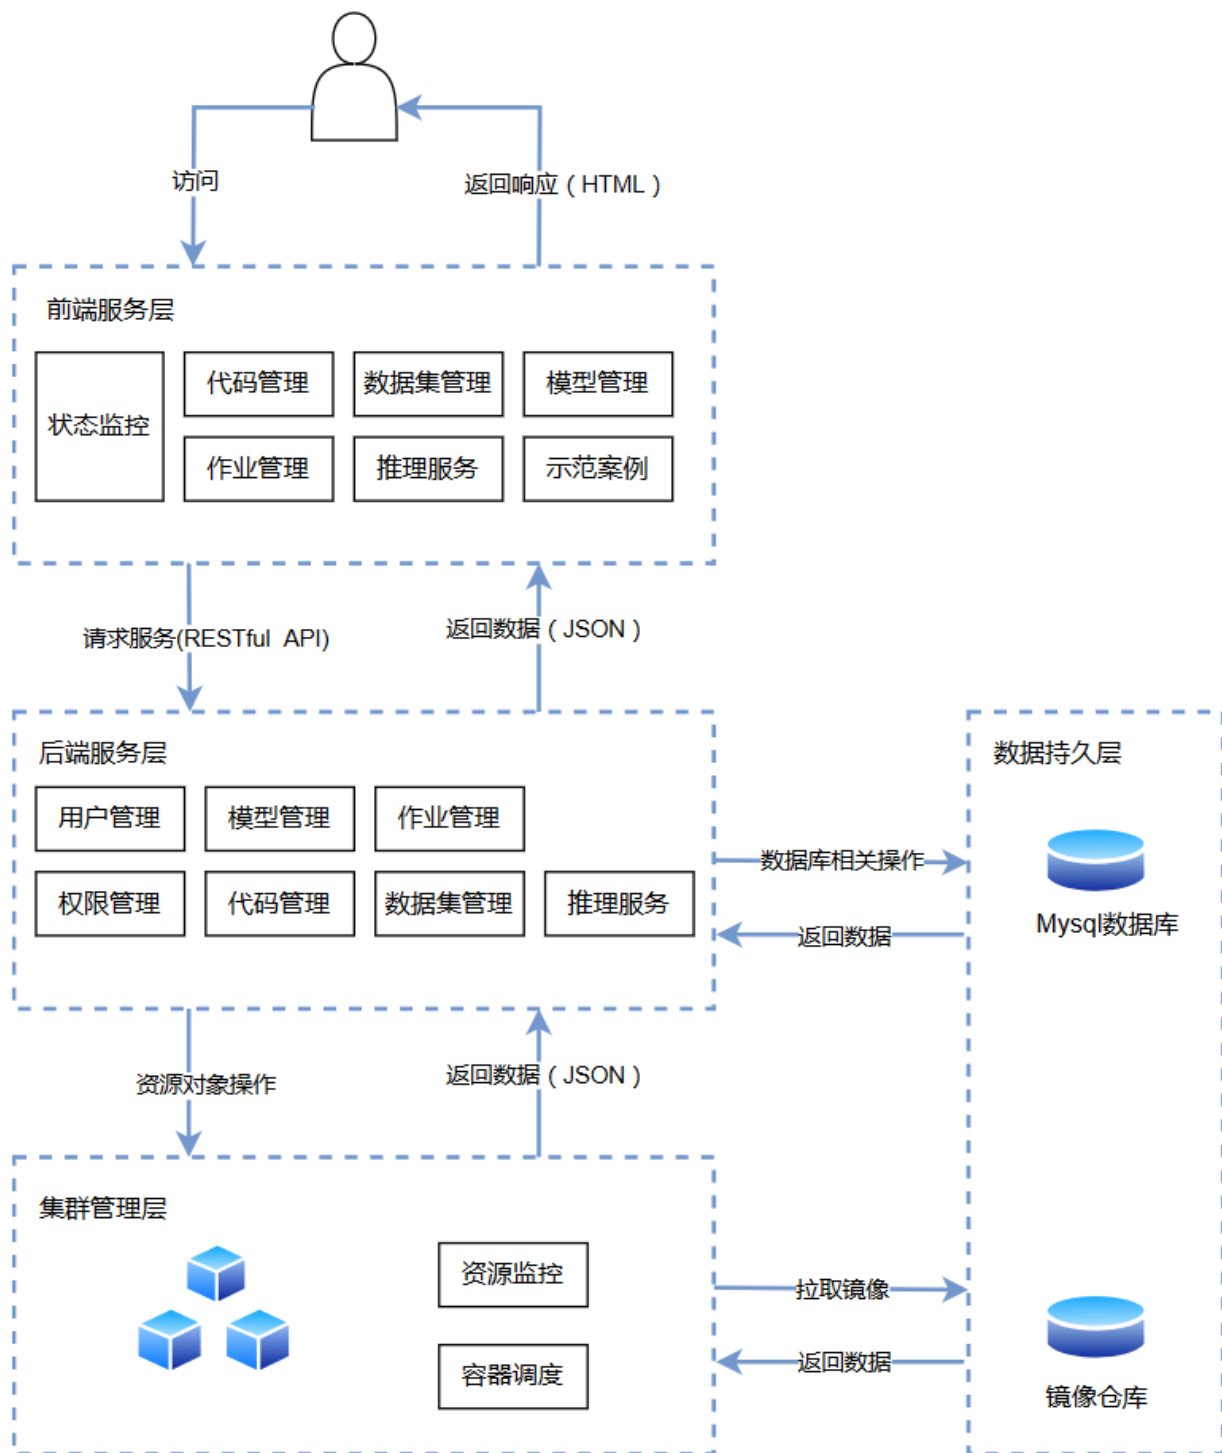 访问
返回响应（HTML）
前端服务层
状态监控
代码管理
数据集管理
模型管理
作业管理
推理服务
示范案例
请求服务(RESTful API)
返回数据（JSON）
后端服务层
用户管理
模型管理
作业管理
权限管理
代码管理
数据集管理
推理服务
数据库相关操作
返回数据
数据持久层
Mysql数据库
资源对象操作
返回数据（JSON）
集群管理层
资源监控
容器调度
拉取镜像
返回数据
镜像仓库